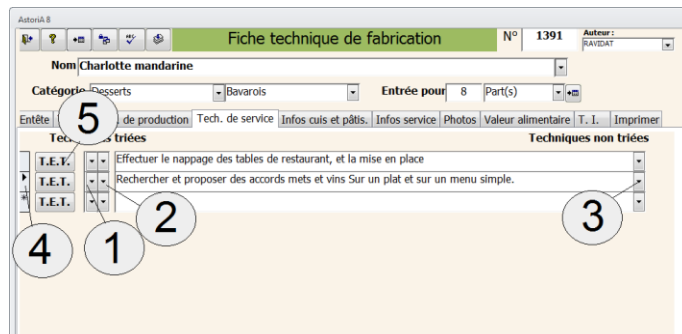 AstoriA 8
Fiche technique de fabrication N° 1391 Auteur :
RAVIDAT
Nom Charlotte mandarine
Catégorie Desserts Bavarois Entrée pour 8 Part(s)
Entête de production Tech. de service Infos cuis et pâtis. Infos service Photos Valeur alimentaire T. I. Imprimer
triées Techniques non triées
T.E.T. Effectuer le nappage des tables de restaurant, et la mise en place
T.E.T. Rechercher et proposer des accords mets et vins Sur un plat et sur un menu simple.
T.E.T.
5
1
2
3
4